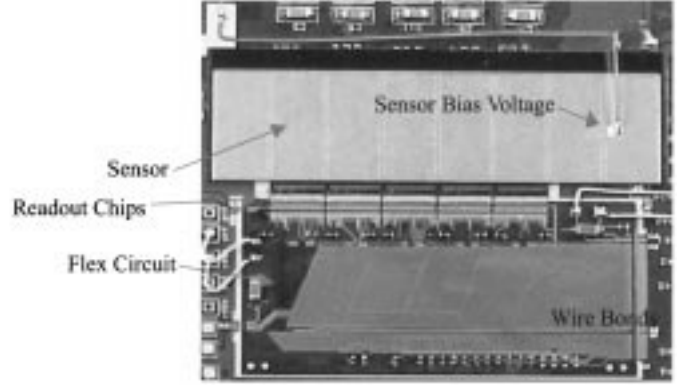 Sensor Bias Voltage
Sensor
Readout Chips
Flex Circuit
Wire Bonds